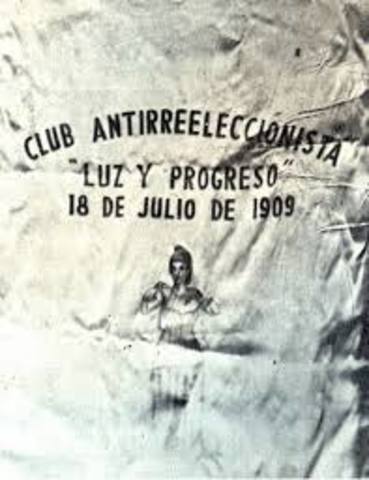 CLUB ANTIRREELECCIONISTA
"LUZ Y PROGRESO"
18 DE JULIO DE 1909